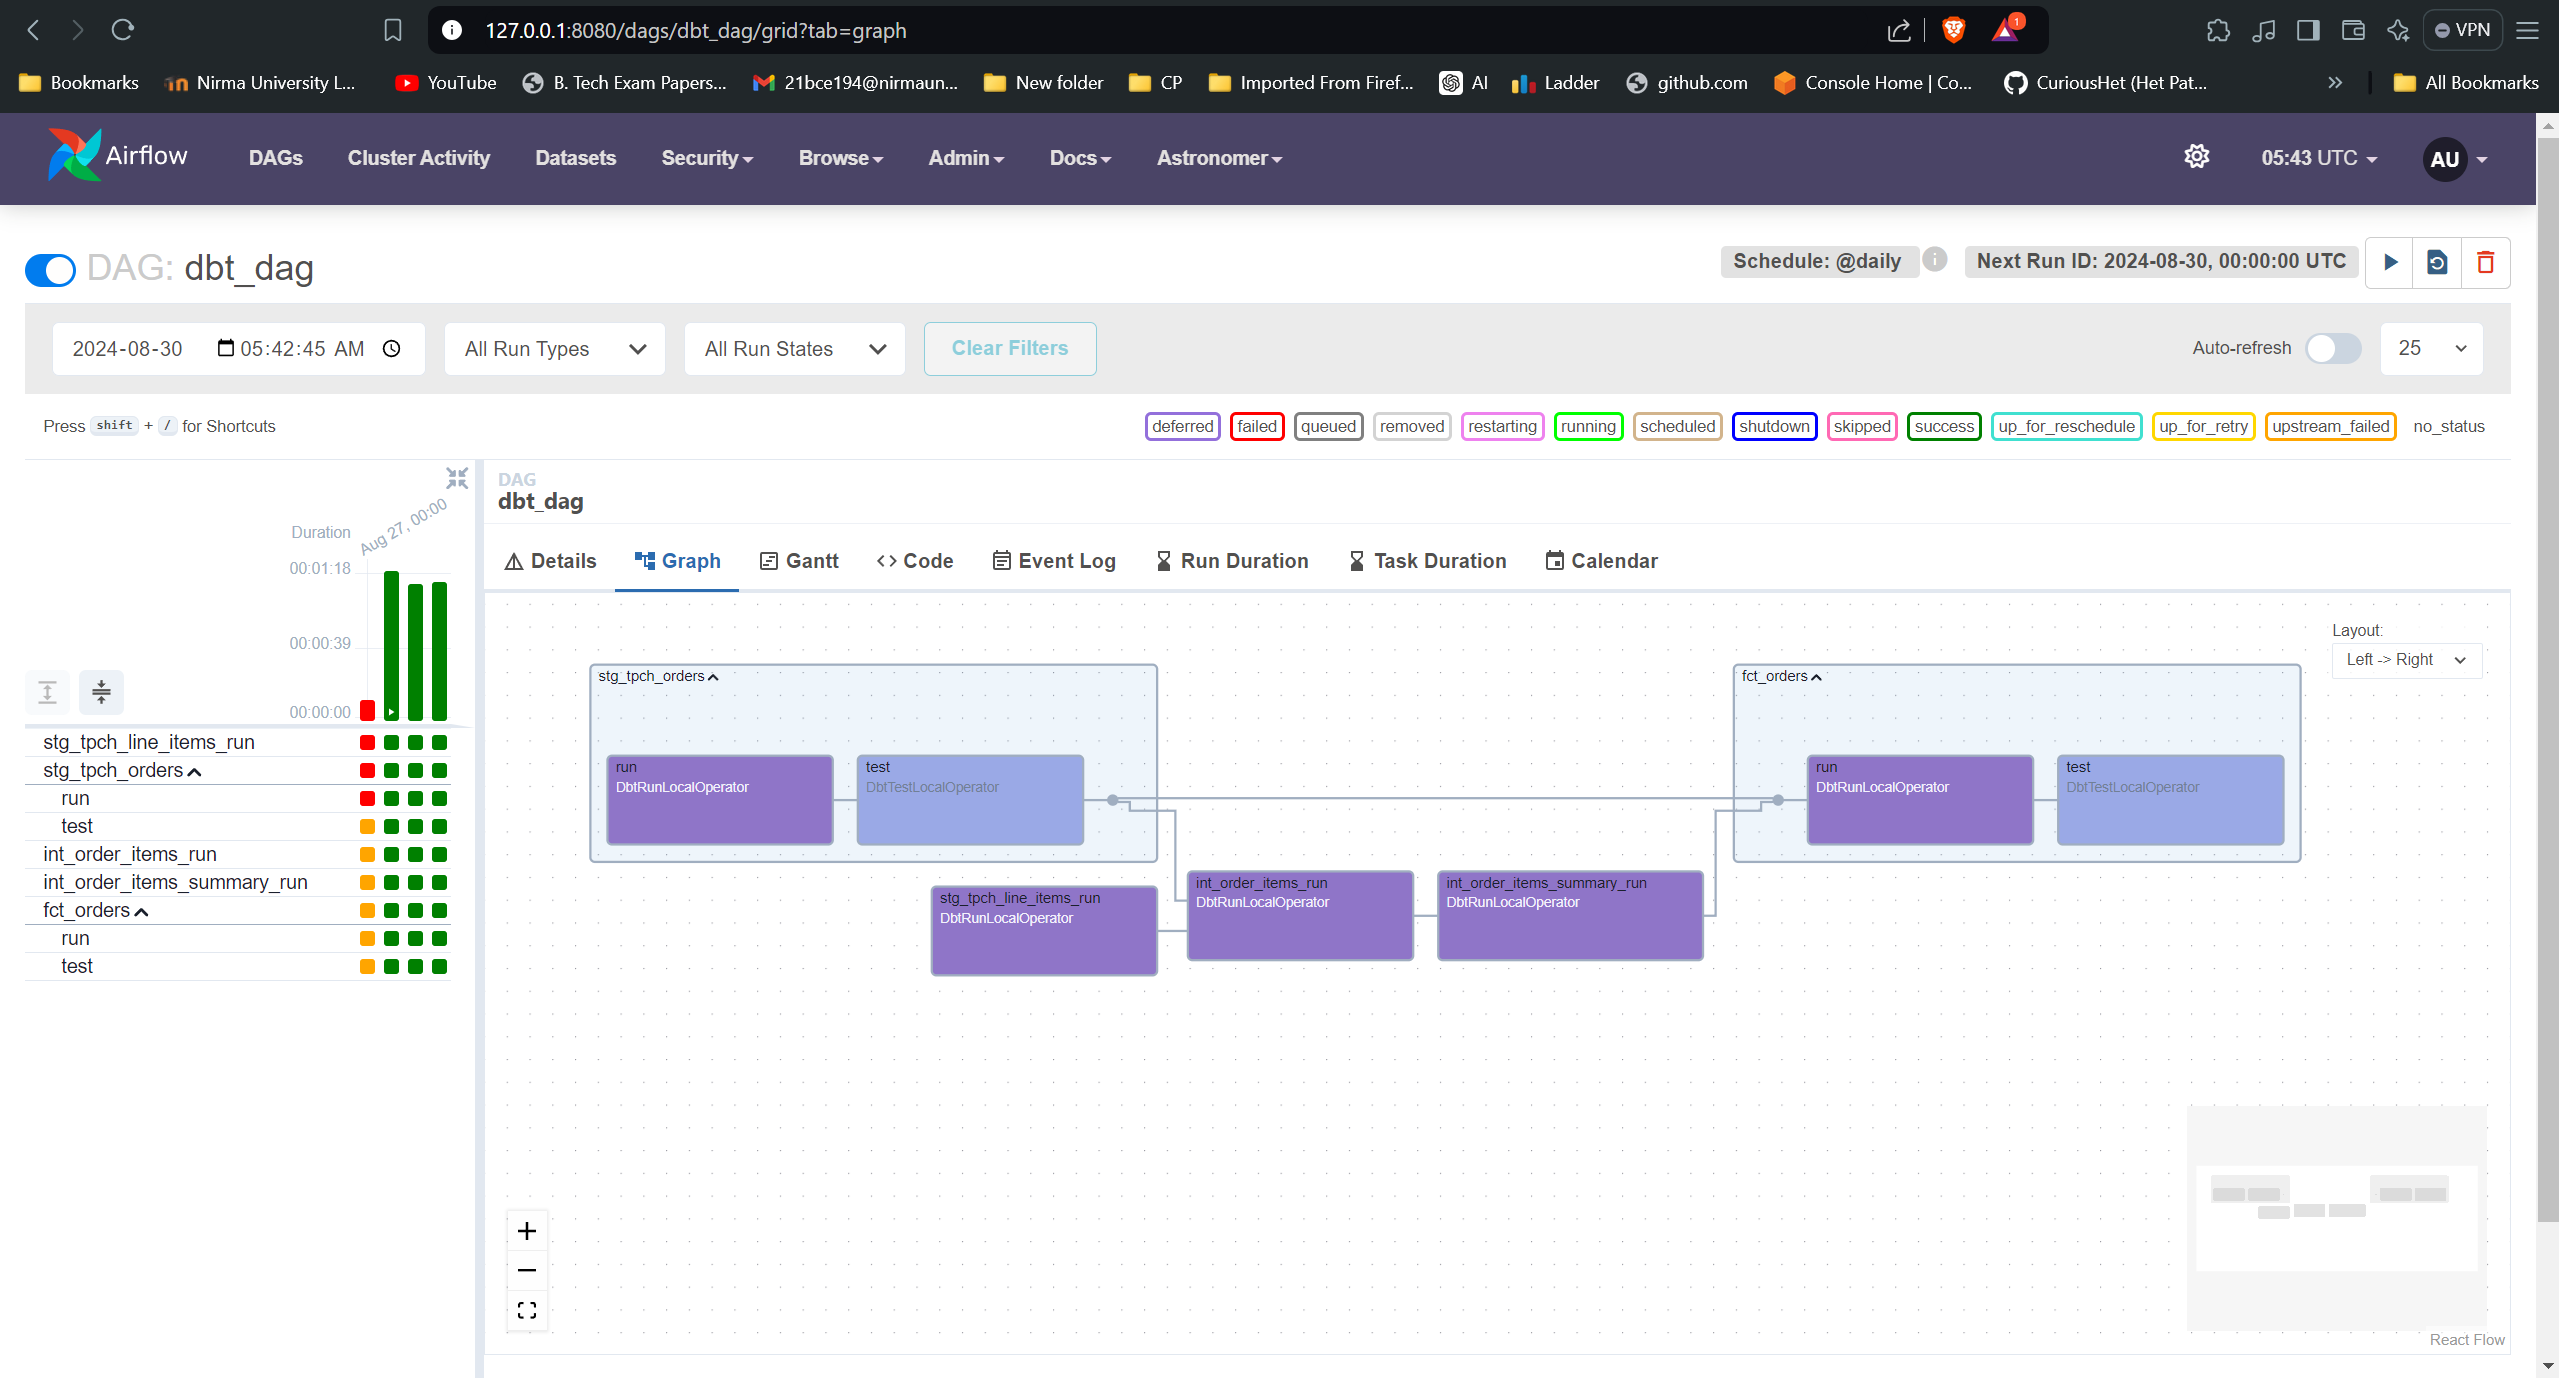 127.0.0.1:8080/dags/dbt_dag/grid?tab=graph
1
VPN
Bookmarks
Nirma University L...
YouTube
B. Tech Exam Papers...
21bce194@nirmaun...
New folder
CP
Imported From Firef...
AI
Ladder
github.com
Console Home | Co...
CuriousHet (Het Pat...
All Bookmarks
Airflow
DAGs
Cluster Activity
Datasets
Security
Browse
Admin
Docs
Astronomer
05:43 UTC
AU
DAG: dbt_dag
Schedule: @daily
Next Run ID: 2024-08-30, 00:00:00 UTC
2024-08-30 05:42:45 AM
All Run Types
All Run States
Clear Filters
Auto-refresh
25
Press shift + / for Shortcuts
deferred
failed
queued
removed
restarting
running
scheduled
shutdown
skipped
success
up_for_reschedule
up_for_retry
upstream_failed
no_status
Duration
Aug 27, 00:00
00:01:18
00:00:39
00:00:00
stg_tpch_line_items_run
stg_tpch_orders
run
test
int_order_items_run
int_order_items_summary_run
fct_orders
run
test
DAG
dbt_dag
Details
Graph
Gantt
Code
Event Log
Run Duration
Task Duration
Calendar
Layout:
Left -> Right
stg_tpch_orders
run
DbtRunLocalOperator
test
DbtTestLocalOperator
stg_tpch_line_items_run
DbtRunLocalOperator
int_order_items_run
DbtRunLocalOperator
int_order_items_summary_run
DbtRunLocalOperator
fct_orders
run
DbtRunLocalOperator
test
DbtTestLocalOperator
React Flow